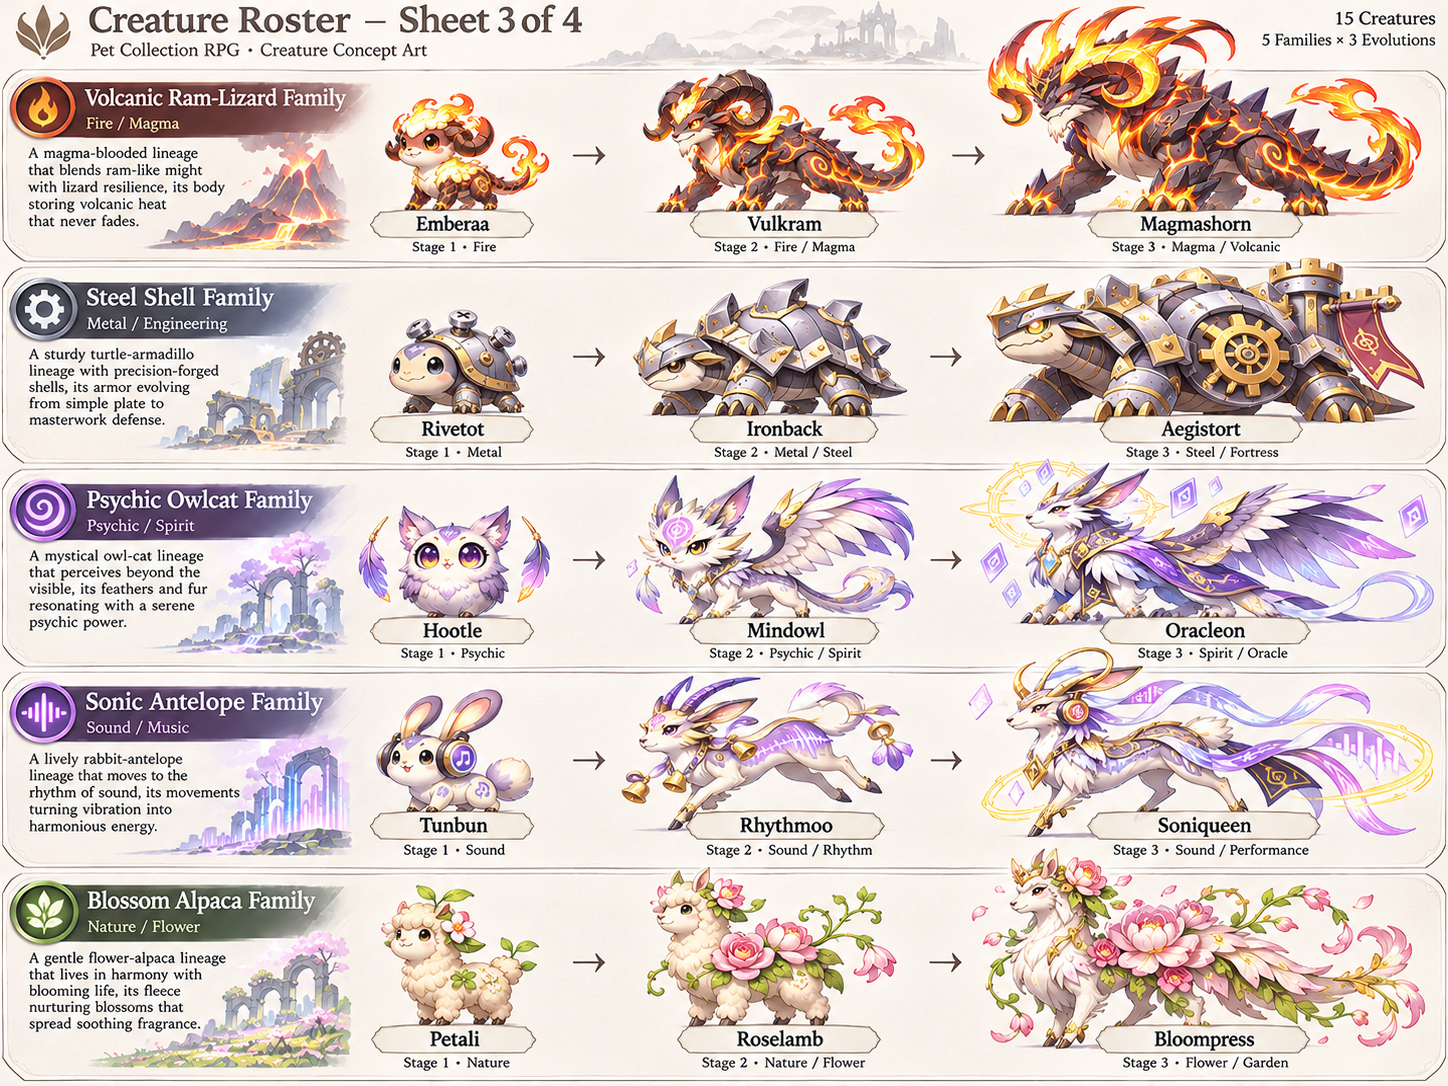 Creature Roster – Sheet 3 of 4
Pet Collection RPG • Creature Concept Art
15 Creatures
5 Families × 3 Evolutions
Volcanic Ram-Lizard Family
Fire / Magma
A magma-blooded lineage
that blends ram-like might
with lizard resilience, its body
storing volcanic heat
that never fades.
Emberaa
Stage 1 • Fire
Vulkram
Stage 2 • Fire / Magma
Magmashorn
Stage 3 • Magma / Volcanic
Steel Shell Family
Metal / Engineering
A sturdy turtle-armadillo
lineage with precision-forged
shells, its armor evolving
from simple plate to
masterwork defense.
Rivetot
Stage 1 • Metal
Ironback
Stage 2 • Metal / Steel
Aegistort
Stage 3 • Steel / Fortress
Psychic Owlcat Family
Psychic / Spirit
A mystical owl-cat lineage
that perceives beyond the
visible, its feathers and fur
resonating with a serene
psychic power.
Hootle
Stage 1 • Psychic
Mindowl
Stage 2 • Psychic / Spirit
Oracleon
Stage 3 • Spirit / Oracle
Sonic Antelope Family
Sound / Music
A lively rabbit-antelope
lineage that moves to the
rhythm of sound, its movements
turning vibration into
harmonious energy.
Tunbun
Stage 1 • Sound
Rhythmoo
Stage 2 • Sound / Rhythm
Soniqueen
Stage 3 • Sound / Performance
Blossom Alpaca Family
Nature / Flower
A gentle flower-alpaca lineage
that lives in harmony with
blooming life, its fleece
nurturing blossoms that
spread soothing fragrance.
Petali
Stage 1 • Nature
Roselamb
Stage 2 • Nature / Flower
Bloompress
Stage 3 • Flower / Garden